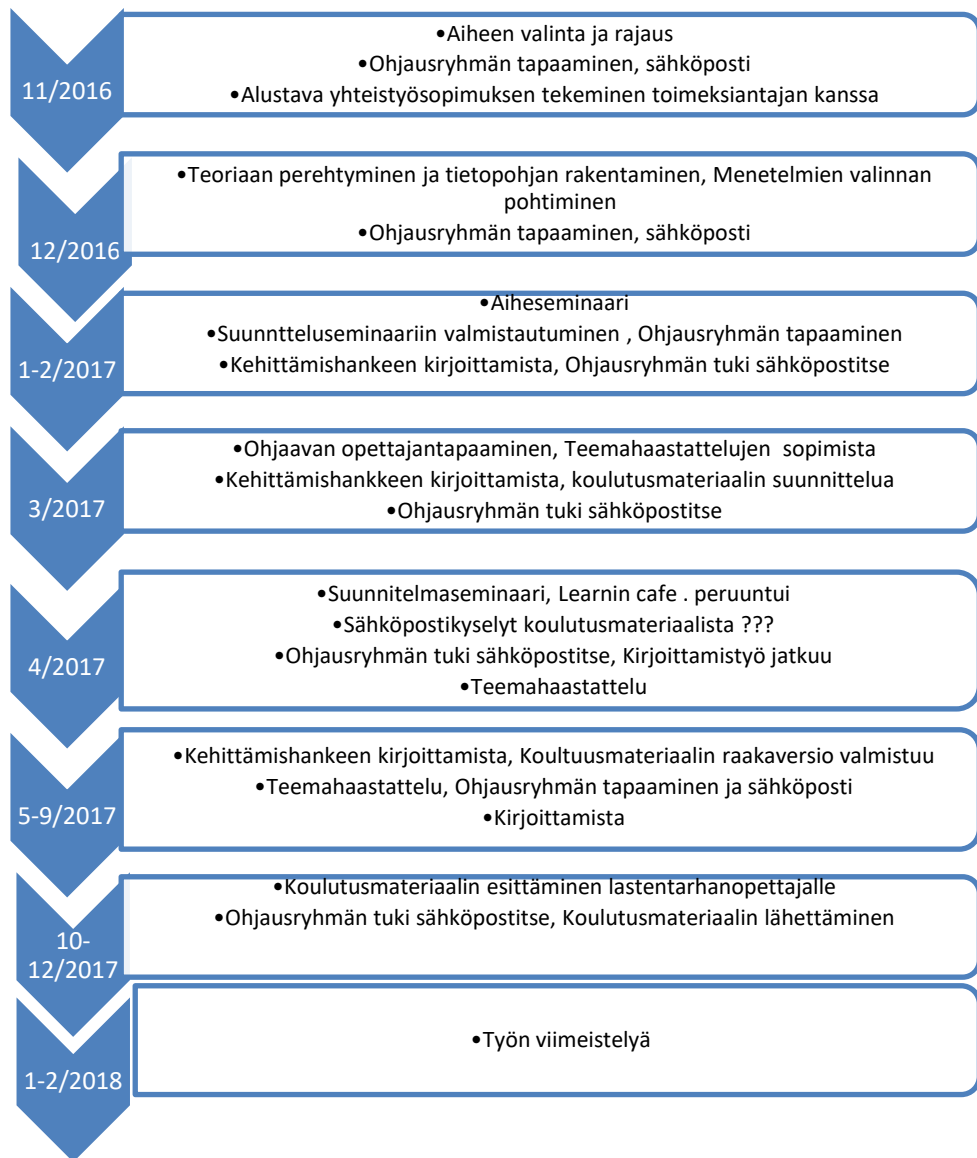 11/2016
•Aiheen valinta ja rajaus
•Ohjausryhmän tapaaminen, sähköposti
•Alustava yhteistyösopimuksen tekeminen toimeksiantajan kanssa
12/2016
•Teoriaan perehtyminen ja tietopohjan rakentaminen, Menetelmien valinnan
pohtiminen
•Ohjausryhmän tapaaminen, sähköposti
1-2/2017
•Aiheseminaari
•Suunntteluseminaariin valmistautuminen , Ohjausryhmän tapaaminen
•Kehittämishankeen kirjoittamista, Ohjausryhmän tuki sähköpostitse
3/2017
•Ohjaavan opettajantapaaminen, Teemahaastattelujen sopimista
•Kehittämishankkeen kirjoittamista, koulutusmateriaalin suunnittelua
•Ohjausryhmän tuki sähköpostitse
4/2017
•Suunnitelmaseminaari, Learnin cafe . peruuntui
•Sähköpostikyselyt koulutusmateriaalista ???
•Ohjausryhmän tuki sähköpostitse, Kirjoittamistyö jatkuu
•Teemahaastattelu
5-9/2017
•Kehittämishankeen kirjoittamista, Koultuusmateriaalin raakaversio valmistuu
•Teemahaastattelu, Ohjausryhmän tapaaminen ja sähköposti
•Kirjoittamista
10-
12/2017
•Koulutusmateriaalin esittäminen lastentarhanopettajalle
•Ohjausryhmän tuki sähköpostitse, Koulutusmateriaalin lähettäminen
1-2/2018
•Työn viimeistelyä